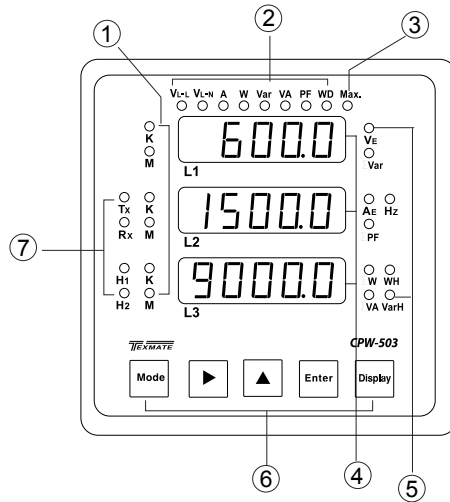 ① ② ③
VL-L VL-N A W Var VA PF WD Max.
K
M
600.0
L1
VE
Var
⑦
Tx K
Rx M
1500.0
L2
AE Hz
PF
H1 K
H2 M
9000.0
L3
W WH
VA VarH
TEXMATE
CPW-503
Mode ▶ ▲ Enter Display
⑥ ④ ⑤